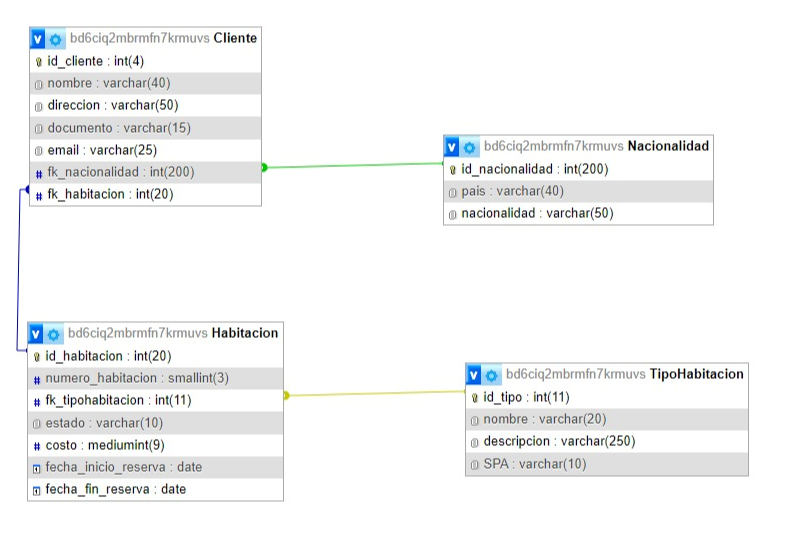 bd6ciq2mbrmfn7krmuvs Cliente
id_cliente : int(4)
nombre : varchar(40)
direccion : varchar(50)
documento : varchar(15)
email : varchar(25)
fk_nacionalidad : int(200)
fk_habitacion : int(20)
bd6ciq2mbrmfn7krmuvs Nacionalidad
id_nacionalidad : int(200)
pais : varchar(40)
nacionalidad : varchar(50)
bd6ciq2mbrmfn7krmuvs Habitacion
id_habitacion : int(20)
numero_habitacion : smallint(3)
fk_tipohabitacion : int(11)
estado : varchar(10)
costo : mediumint(9)
fecha_inicio_reserva : date
fecha_fin_reserva : date
bd6ciq2mbrmfn7krmuvs TipoHabitacion
id_tipo : int(11)
nombre : varchar(20)
descripcion : varchar(250)
SPA : varchar(10)